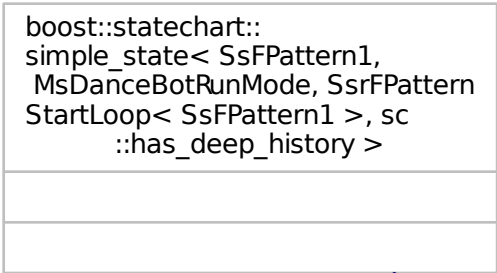 boost::statechart::
simple_state< SsFPattern1,
MsDanceBotRunMode, SsrFPattern
StartLoop< SsFPattern1 >, sc
::has_deep_history >